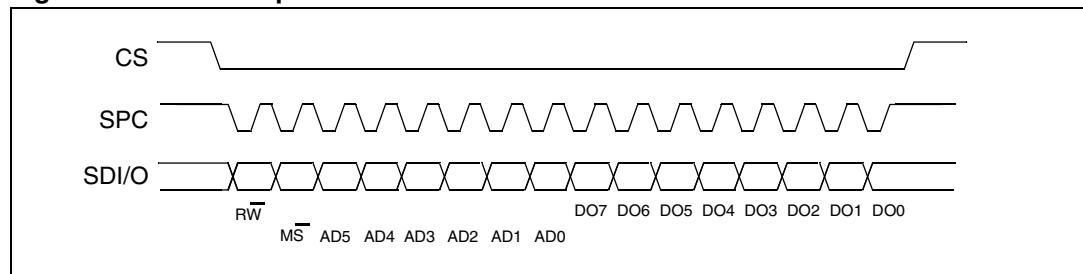 CS
SPC
SDI/O
RW
DO7 DO6 DO5 DO4 DO3 DO2 DO1 DO0
MS AD5 AD4 AD3 AD2 AD1 AD0